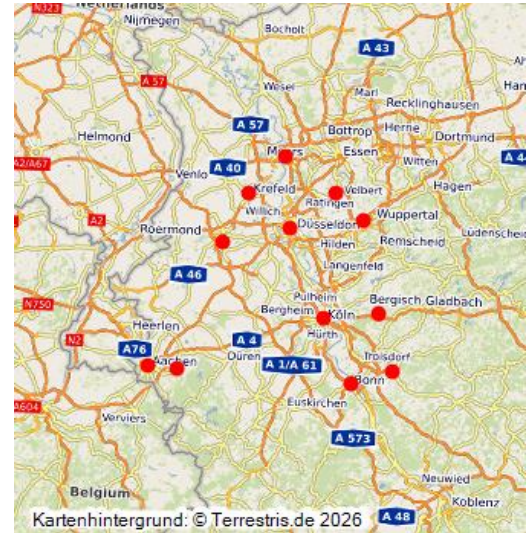 N323
Netherlands
Nijmegen
Bocholt
A 43
Wesel
A 57
Marl
Recklinghausen
Helmond
A 57
Bottrop
Herne
Dortmund
A2/A67
Venlo
A 40
Essen
Witten
A 44
Krefeld
Velbert
Hagen
Willich
Ratingen
A2
Roermond
Düsseldorf
Wuppertal
Hilden
Remscheid
Lüdenscheid
Langenfeld
A 46
Pulheim
N750
Bergheim
Köln
Bergisch Gladbach
Heerlen
Hürth
N2
A76
A 4
Aachen
Düren
A 1/A 61
Troisdorf
Bonn
A604
Verviers
Euskirchen
A 573
Belgium
Neuwied
Koblenz
A 48
Kartenhintergrund: © Terrestris.de 2026